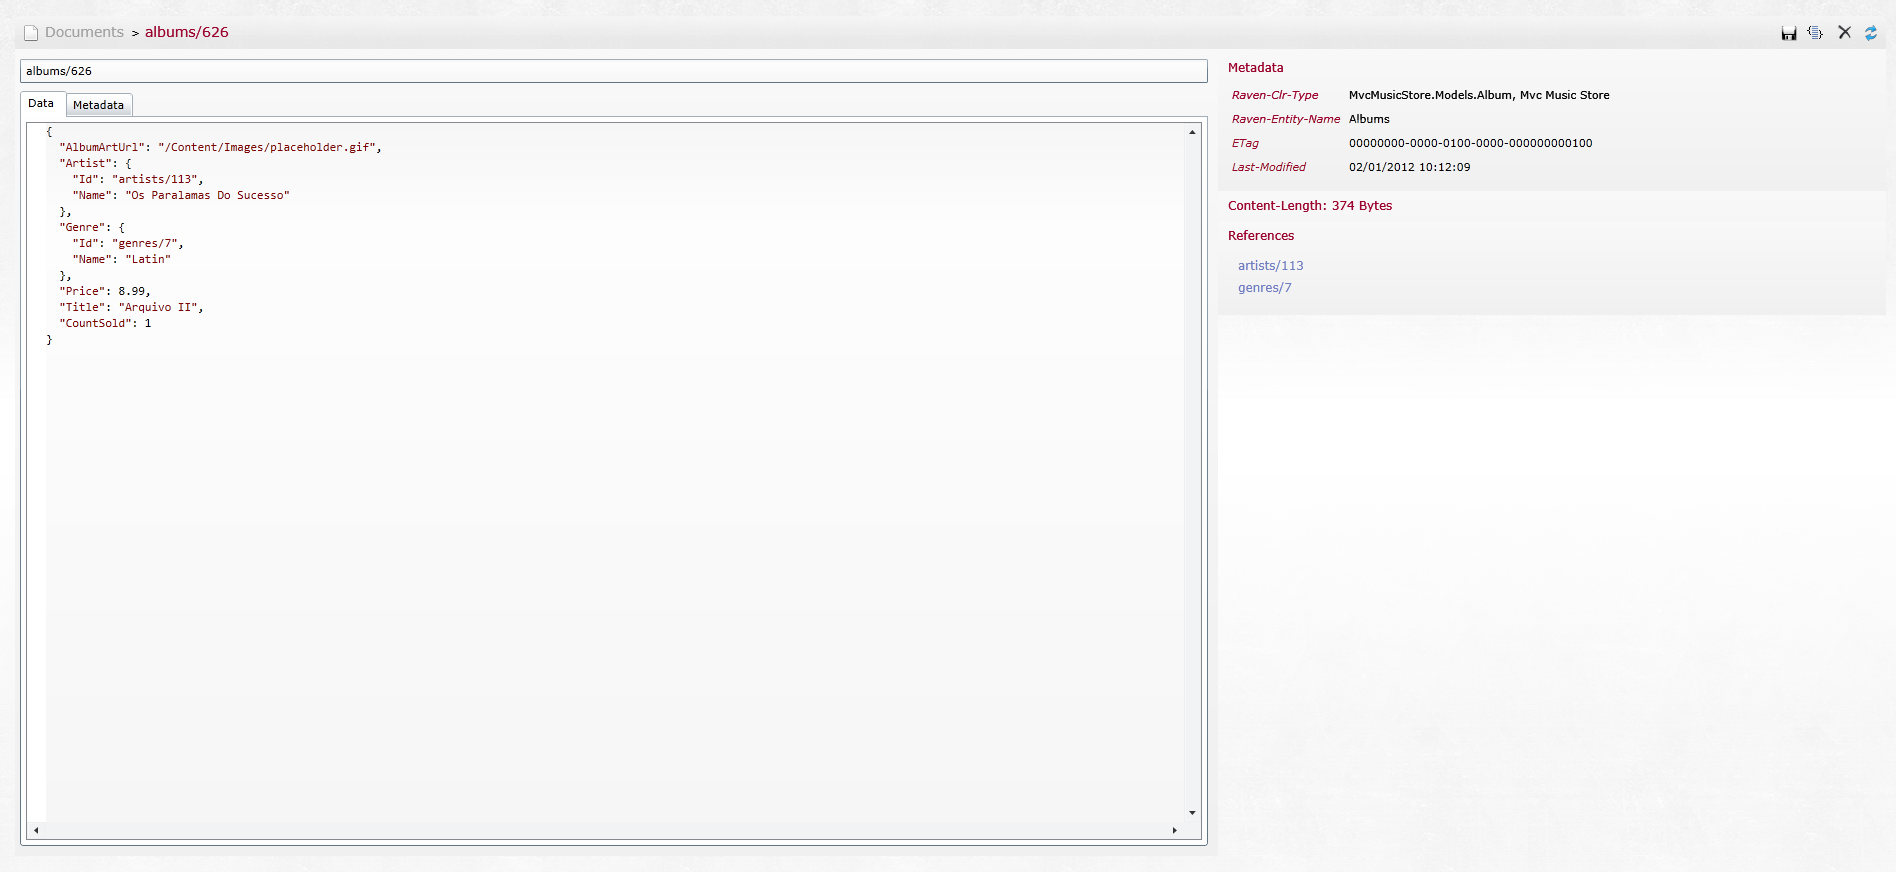 Documents > albums/626
albums/626
Data Metadata
{
"AlbumArtUrl": "/Content/Images/placeholder.gif",
"Artist": {
"Id": "artists/113",
"Name": "Os Paralamas Do Sucesso"
},
"Genre": {
"Id": "genres/7",
"Name": "Latin"
},
"Price": 8.99,
"Title": "Arquivo II",
"CountSold": 1
}
Metadata
Raven-Clr-Type MvcMusicStore.Models.Album, Mvc Music Store
Raven-Entity-Name Albums
ETag 00000000-0000-0100-0000-000000000100
Last-Modified 02/01/2012 10:12:09
Content-Length: 374 Bytes
References
artists/113
genres/7